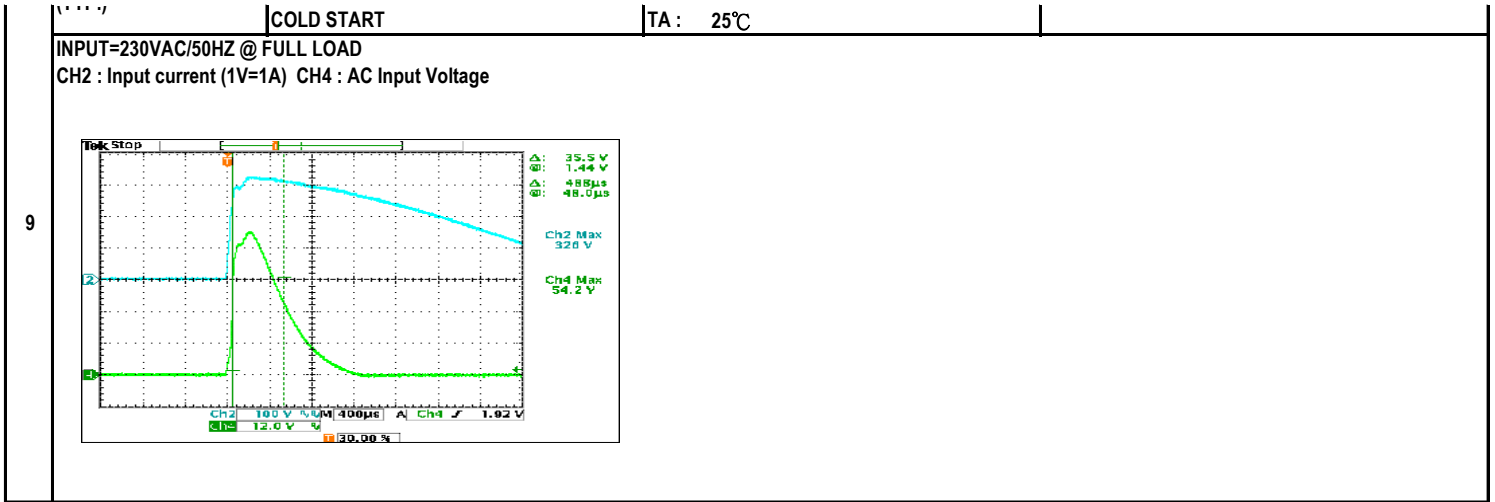 COLD START
TA : 25℃
INPUT=230VAC/50HZ @ FULL LOAD
CH2 : Input current (1V=1A) CH4 : AC Input Voltage
9
Tek Stop
Δ: 35.5 V
@: 1.44 V
Δ: 488µs
@: 48.0µs
Ch2 Max
326 V
Ch4 Max
54.2 V
2
4
Ch2 100 V M 400µs A Ch4 1.92 V
Ch4 12.0 V
T 30.00 %